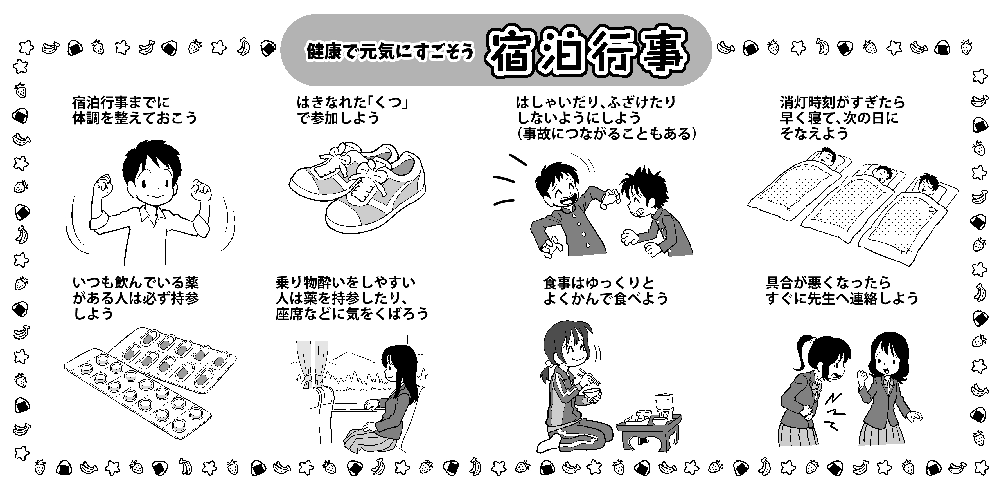 健康で元気にすごそう 宿泊行事
宿泊行事までに
体調を整えておこう
はきなれた「くつ」
で参加しよう
はしゃいだり、ふざけたり
しないようにしよう
（事故につながることもある）
消灯時刻がすぎたら
早く寝て、次の日に
そなえよう
いつも飲んでいる薬
がある人は必ず持参
しよう
乗り物酔いをしやすい
人は薬を持参したり、
座席などに気をくばろう
食事はゆっくりと
よくかんで食べよう
具合が悪くなったら
すぐに先生へ連絡しよう